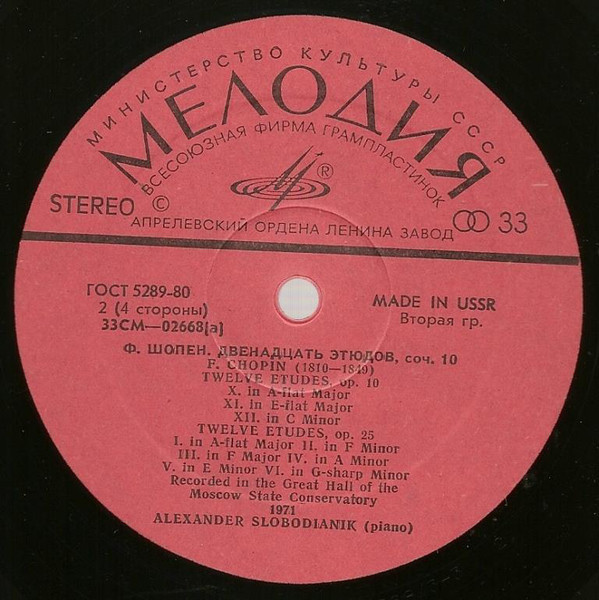 МИНИСТЕРСТВО КУЛЬТУРЫ СССР
МЕЛОДИЯ
ВСЕСОЮЗНАЯ ФИРМА ГРАМПЛАСТИНОК
®
STEREO ©
33
АПРЕЛЕВСКИЙ ОРДЕНА ЛЕНИНА ЗАВОД
ГОСТ 5289-80
2 (4 стороны)
33СМ—02668(а)
MADE IN USSR
Вторая гр.
Ф. ШОПЕН. ДВЕНАДЦАТЬ ЭТЮДОВ, соч. 10
F. CHOPIN (1810—1849)
TWELVE ETUDES, op. 10
X. in A-flat Major
XI. in E-flat Major
XII. in C Minor
TWELVE ETUDES, op. 25
I. in A-flat Major II. in F Minor
III. in F Major IV. in A Minor
V. in E Minor VI. in G-sharp Minor
Recorded in the Great Hall of the
Moscow State Conservatory
1971
ALEXANDER SLOBODIANIK (piano)